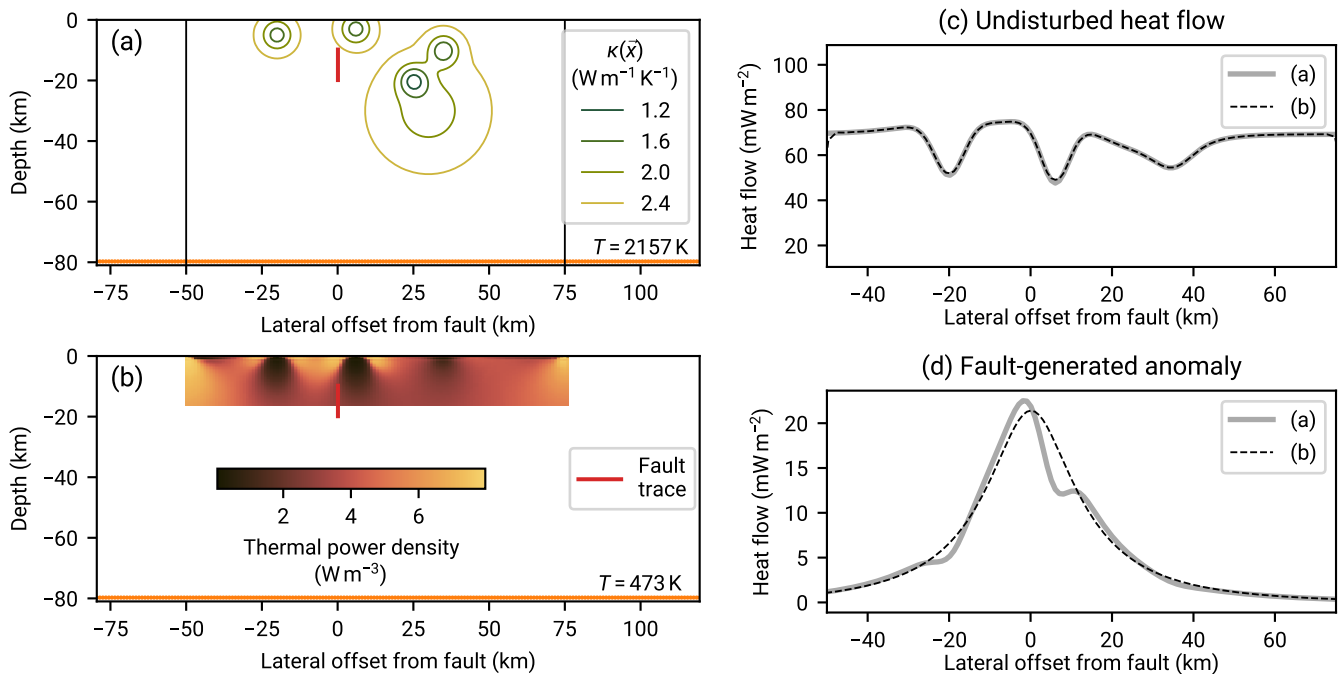 (a)
0
−20
−40
−60
−80
Depth (km)
κ(x⃗)
(W m⁻¹ K⁻¹)
1.2
1.6
2.0
2.4
T = 2157 K
−75 −50 −25 0 25 50 75 100
Lateral offset from fault (km)
(b)
0
−20
−40
−60
−80
Depth (km)
2 4 6
Thermal power density
(W m⁻³)
Fault
trace
T = 473 K
−75 −50 −25 0 25 50 75 100
Lateral offset from fault (km)
(c) Undisturbed heat flow
100
80
60
40
20
Heat flow (mW m⁻²)
(a)
(b)
−40 −20 0 20 40 60
Lateral offset from fault (km)
(d) Fault-generated anomaly
20
15
10
5
0
Heat flow (mW m⁻²)
(a)
(b)
−40 −20 0 20 40 60
Lateral offset from fault (km)